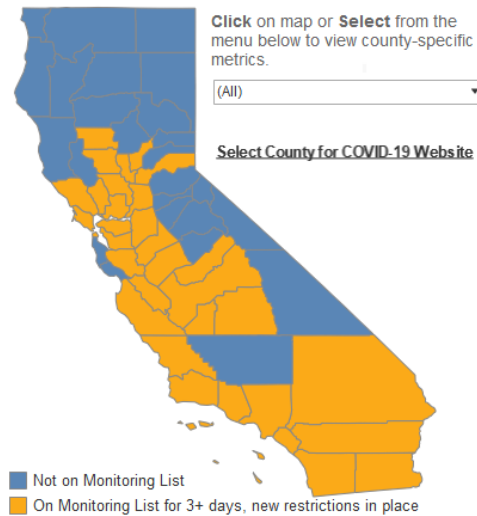 Click on map or Select from the
menu below to view county-specific
metrics.
(All)
Select County for COVID-19 Website
Not on Monitoring List
On Monitoring List for 3+ days, new restrictions in place